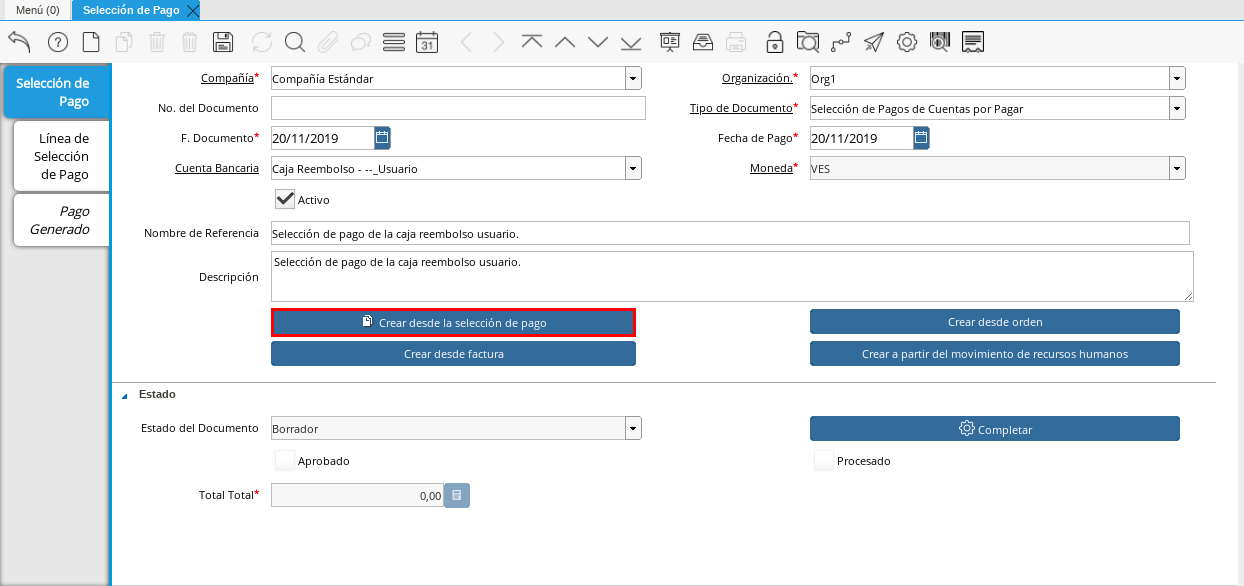 Menú (0)
Selección de Pago
31
Selección de
Pago
Línea de
Selección
de Pago
Pago
Generado
Compañía* Compañía Estándar
Organización.* Org1
No. del Documento
Tipo de Documento* Selección de Pagos de Cuentas por Pagar
F. Documento* 20/11/2019
Fecha de Pago* 20/11/2019
Cuenta Bancaria Caja Reembolso - --_Usuario
Moneda* VES
Activo
Nombre de Referencia Selección de pago de la caja reembolso usuario.
Descripción Selección de pago de la caja reembolso usuario.
Crear desde la selección de pago
Crear desde orden
Crear desde factura
Crear a partir del movimiento de recursos humanos
Estado
Estado del Documento Borrador
Completar
Aprobado
Procesado
Total Total* 0,00